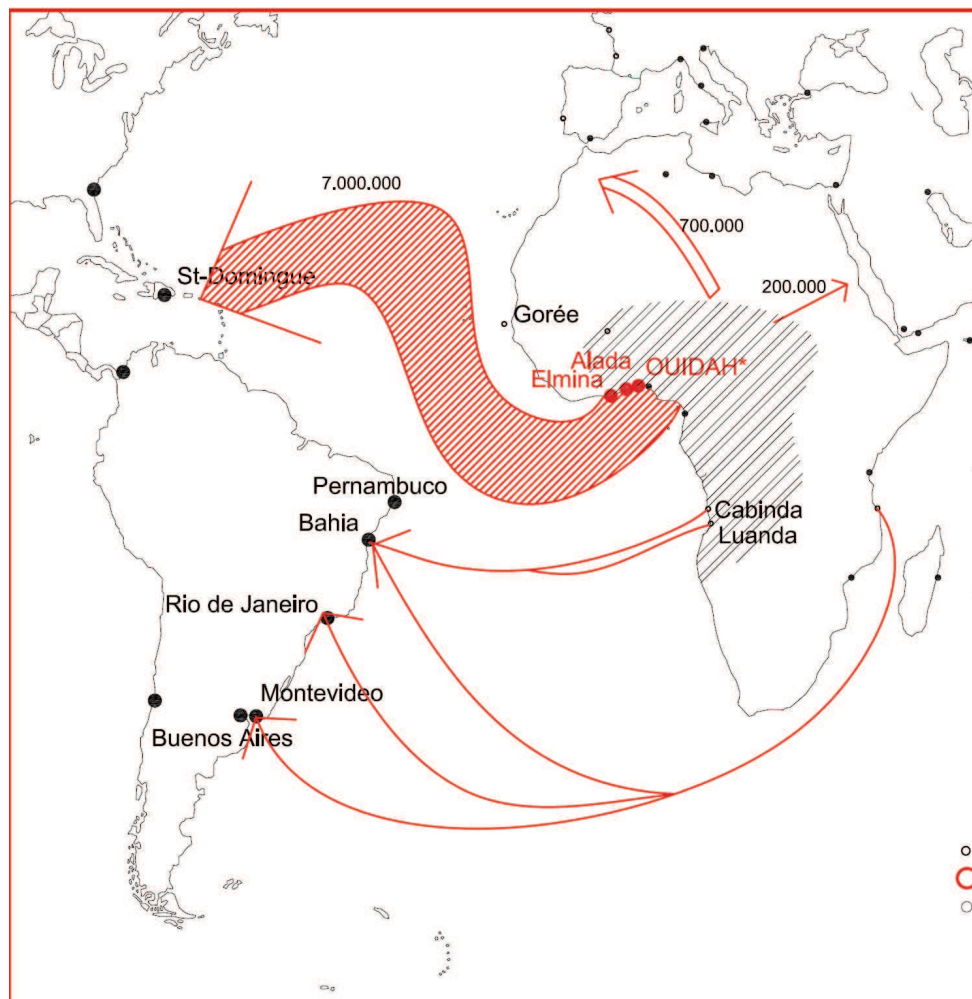 7.000.000
700.000
St-Domingue
200.000
Gorée
Alada
OUIDAH*
Elmina
Pernambuco
Cabinda
Bahia
Luanda
Rio de Janeiro
Montevideo
Buenos Aires